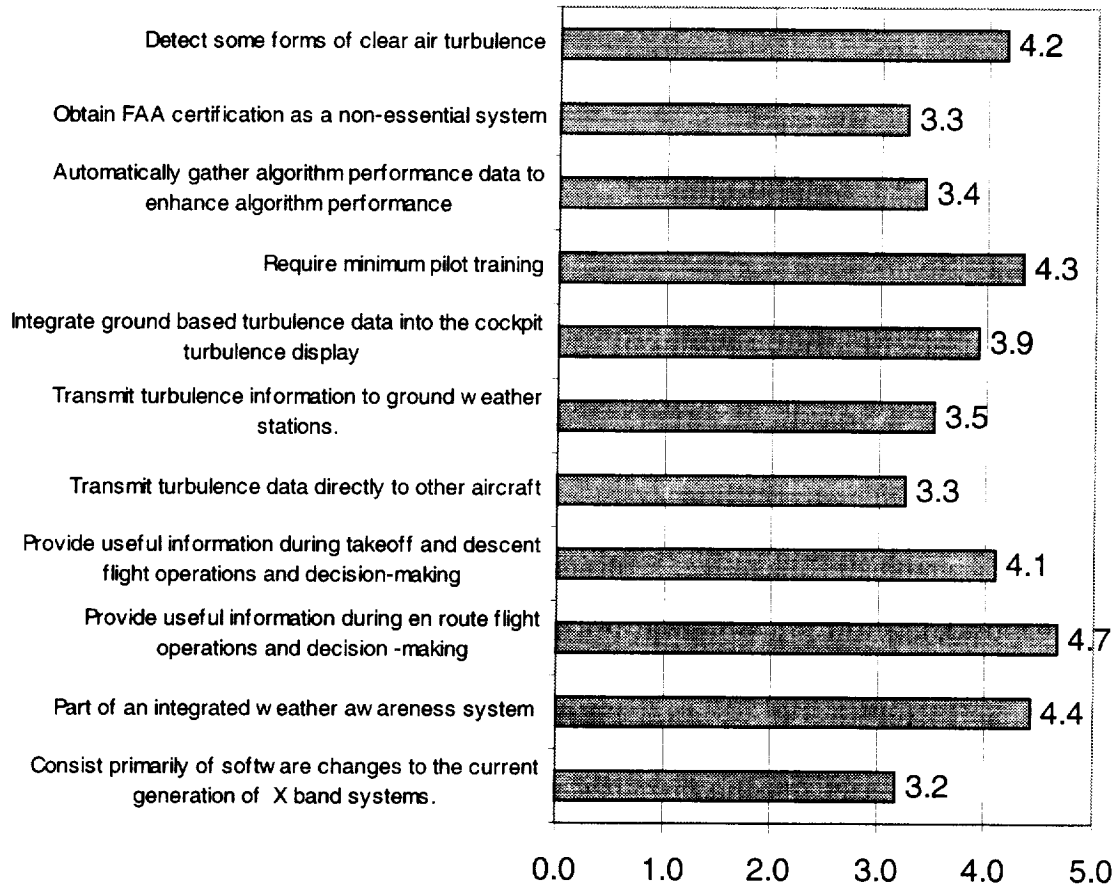 Detect some forms of clear air turbulence
4.2
Obtain FAA certification as a non-essential system
3.3
Automatically gather algorithm performance data to
enhance algorithm performance
3.4
Require minimum pilot training
4.3
Integrate ground based turbulence data into the cockpit
turbulence display
3.9
Transmit turbulence information to ground weather
stations.
3.5
Transmit turbulence data directly to other aircraft
3.3
Provide useful information during takeoff and descent
flight operations and decision-making
4.1
Provide useful information during en route flight
operations and decision -making
4.7
Part of an integrated weather awareness system
4.4
Consist primarily of software changes to the current
generation of X band systems.
3.2
0.0 1.0 2.0 3.0 4.0 5.0